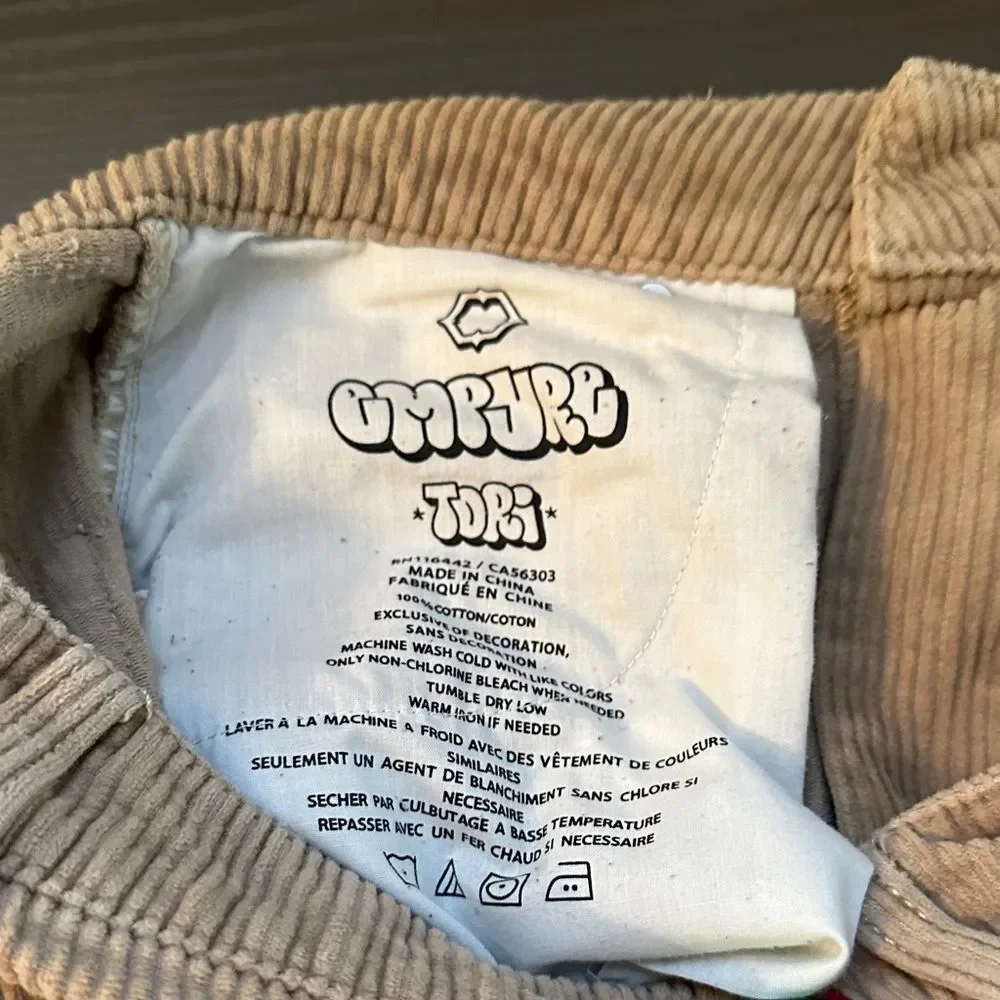 EMPYRE
*TORi*
RN116442 / CA56303
MADE IN CHINA
FABRIQUÉ EN CHINE
100% COTTON/COTON
EXCLUSIVE OF DECORATION,
SANS DECORATION
MACHINE WASH COLD WITH LIKE COLORS
ONLY NON-CHLORINE BLEACH WHEN NEEDED
TUMBLE DRY LOW
WARM IRON IF NEEDED
LAVER A LA MACHINE A FROID AVEC DES VÊTEMENT DE COULEURS
SIMILAIRES
SEULEMENT UN AGENT DE BLANCHIMENT SANS CHLORE SI
NECESSAIRE
SECHER PAR CULBUTAGE A BASSE TEMPERATURE
REPASSER AVEC UN FER CHAUD SI NECESSAIRE